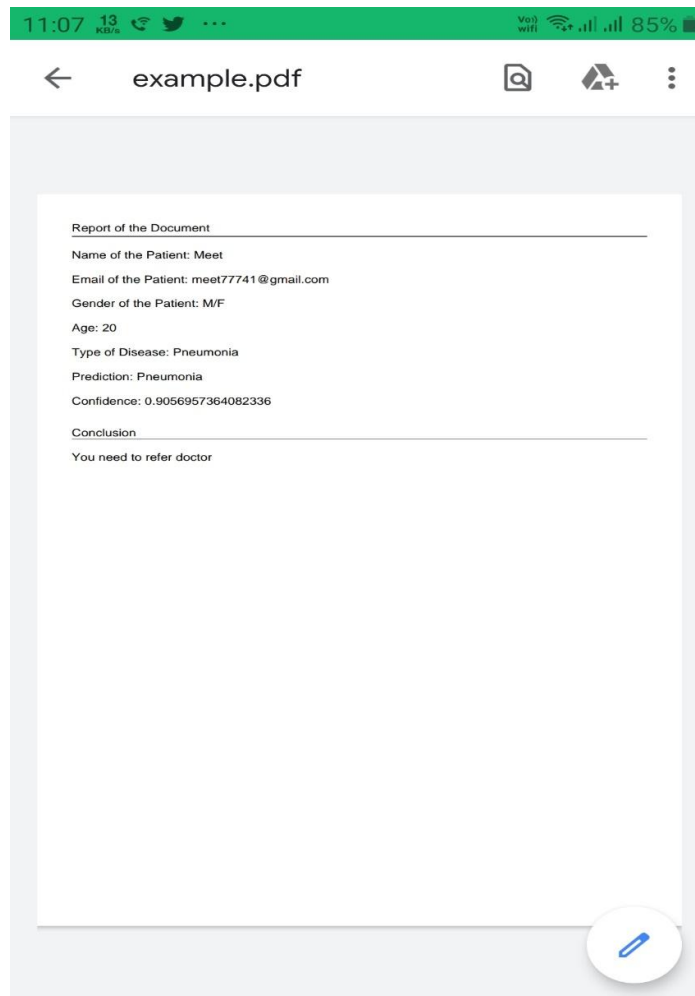 11:07 13 KB/s ... Vo)) wifi 85%
example.pdf
Report of the Document
Name of the Patient: Meet
Email of the Patient: meet77741@gmail.com
Gender of the Patient: M/F
Age: 20
Type of Disease: Pneumonia
Prediction: Pneumonia
Confidence: 0.9056957364082336
Conclusion
You need to refer doctor